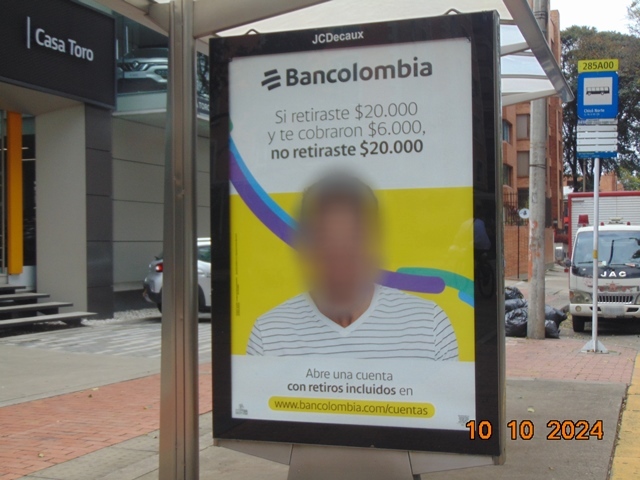 Casa Toro
JCDecaux
Bancolombia
Si retiraste $20.000
y te cobraron $6.000,
no retiraste $20.000
Abre una cuenta
con retiros incluidos en
www.bancolombia.com/cuentas
285A00
JAC
10 10 2024